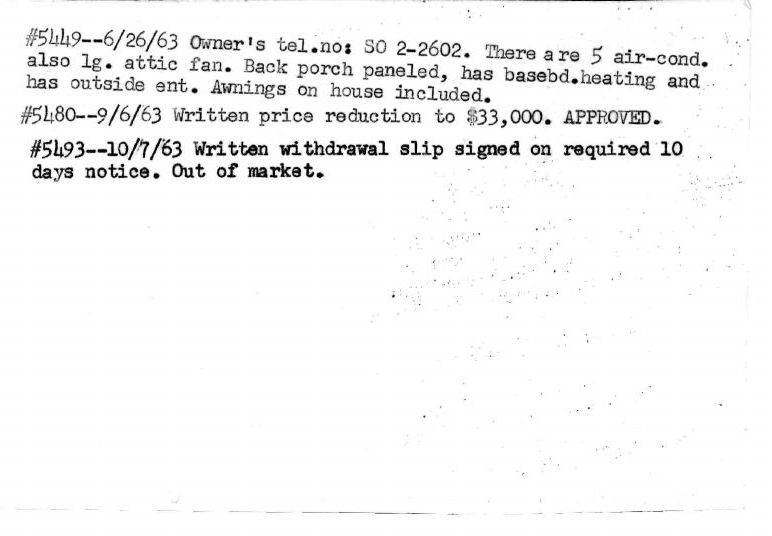 #5449--6/26/63 Owner's tel.no: SO 2-2602. There are 5 air-cond.
also lg. attic fan. Back porch paneled, has basebd.heating and
has outside ent. Awnings on house included.
#5480--9/6/63 Written price reduction to $33,000. APPROVED.
#5493--10/7/63 Written withdrawal slip signed on required 10
days notice. Out of market.